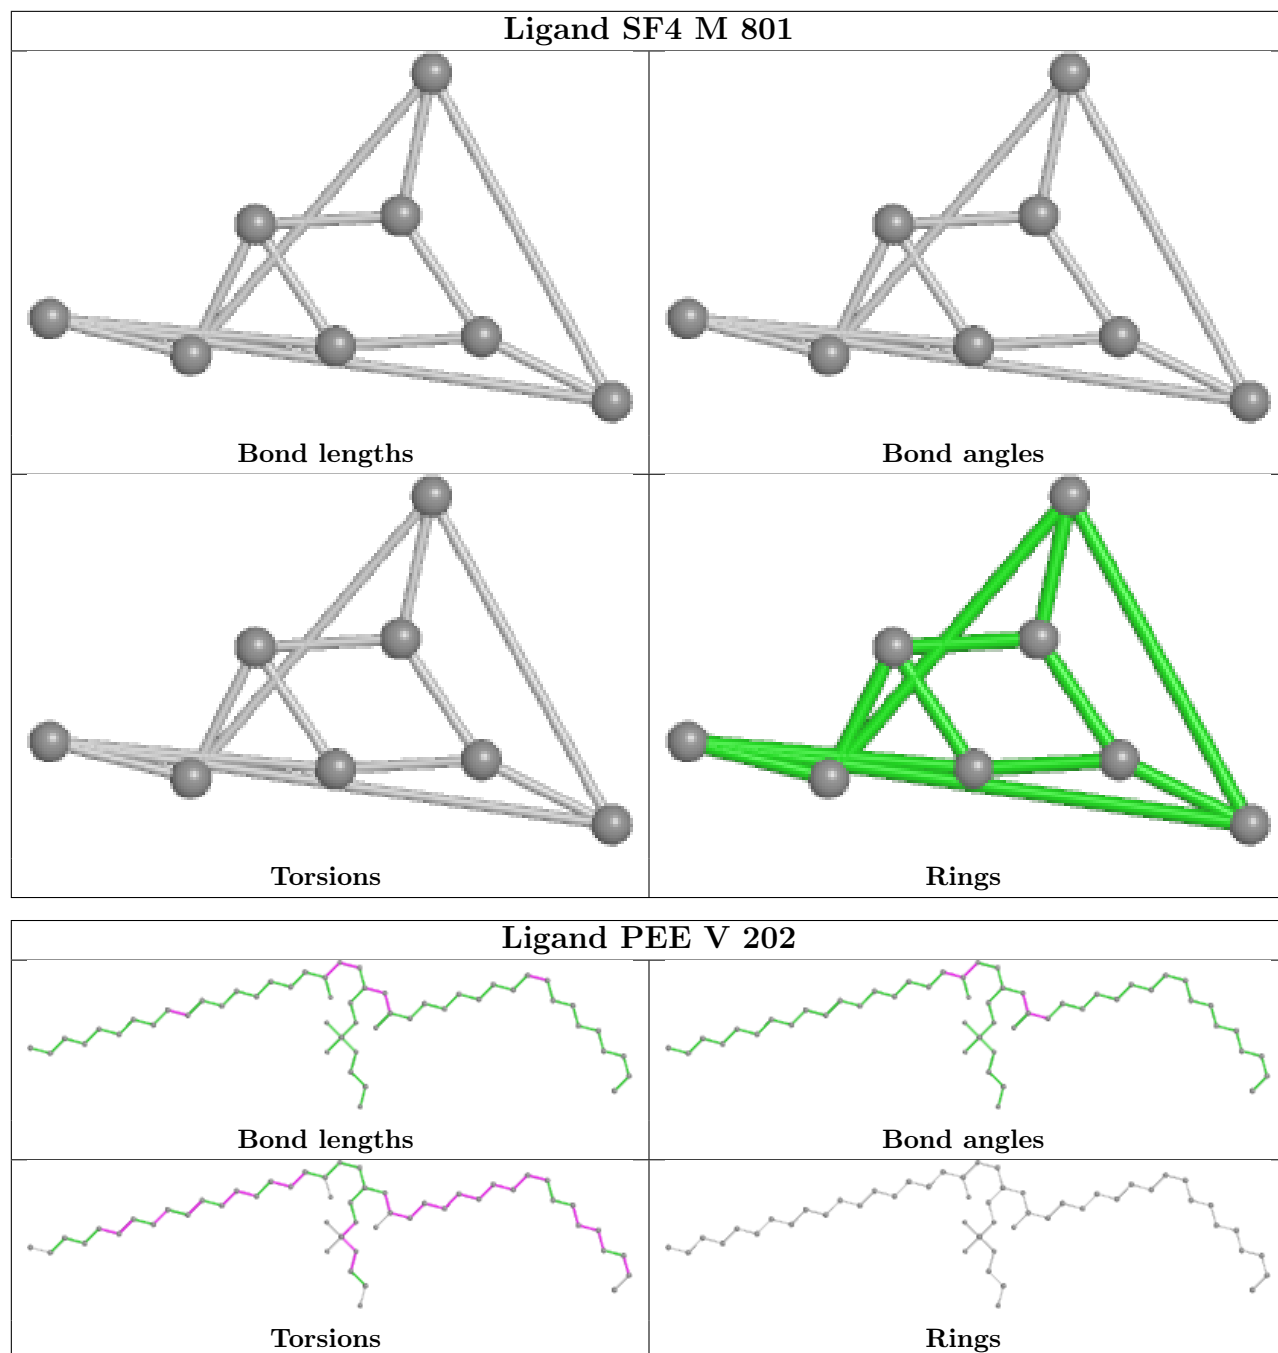 Ligand SF4 M 801
Bond lengths
Bond angles
Torsions
Rings
Ligand PEE V 202
Bond lengths
Bond angles
Torsions
Rings